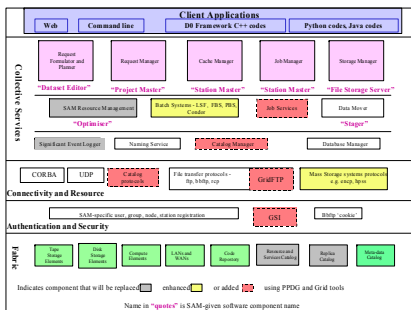 Client Applications
Web
Command line
D0 Framework C++ codes
Python codes, Java codes
Collective Services
Request Formulator and Planner
Request Manager
Cache Manager
Job Manager
Storage Manager
“Dataset Editor”
“Project Master”
“Station Master”
“Station Master”
“File Storage Server”
SAM Resource Management
Batch Systems - LSF, FBS, PBS, Condor
Job Services
Data Mover
“Optimiser”
“Stager”
Significant Event Logger
Naming Service
Catalog Manager
Database Manager
CORBA
UDP
Catalog protocols
File transfer protocols - ftp, bbftp, rcp
GridFTP
Mass Storage systems protocols e.g. encp, hpss
Connectivity and Resource
SAM-specific user, group, node, station registration
GSI
Bbftp ‘cookie’
Authentication and Security
Fabric
Tape Storage Elements
Disk Storage Elements
Compute Elements
LANs and WANs
Code Repository
Resource and Services Catalog
Replica Catalog
Meta-data Catalog
Indicates component that will be replaced
enhanced
or added
using PPDG and Grid tools
Name in “quotes” is SAM-given software component name